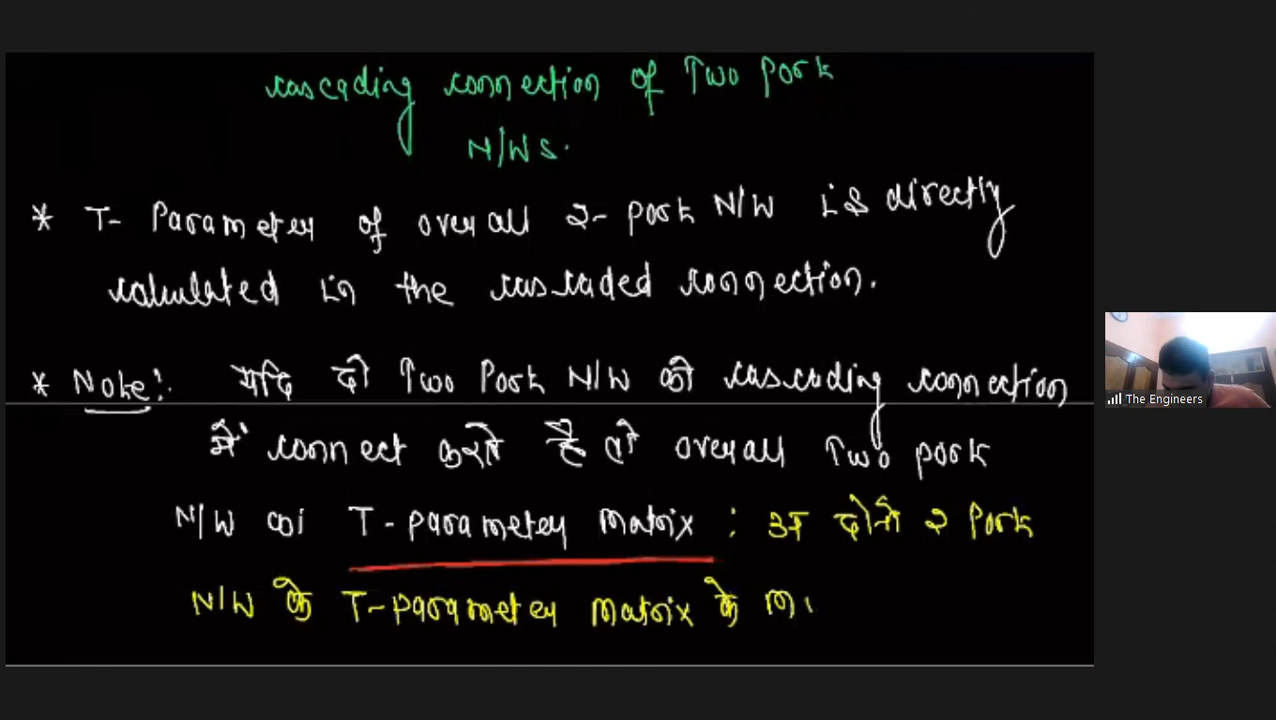 cascading connection of Two Port
N/Ws.
* T- Parameter of overall 2- port N/W is directly
calculated in the cascaded connection.
* Note:. यदि दो Two Port N/W को cascading connection
में connect करते है तो overall Two port
N/W का T-parameter matrix : उन दोनो 2 Port
N/W के T-parameter matrix के m
The Engineers